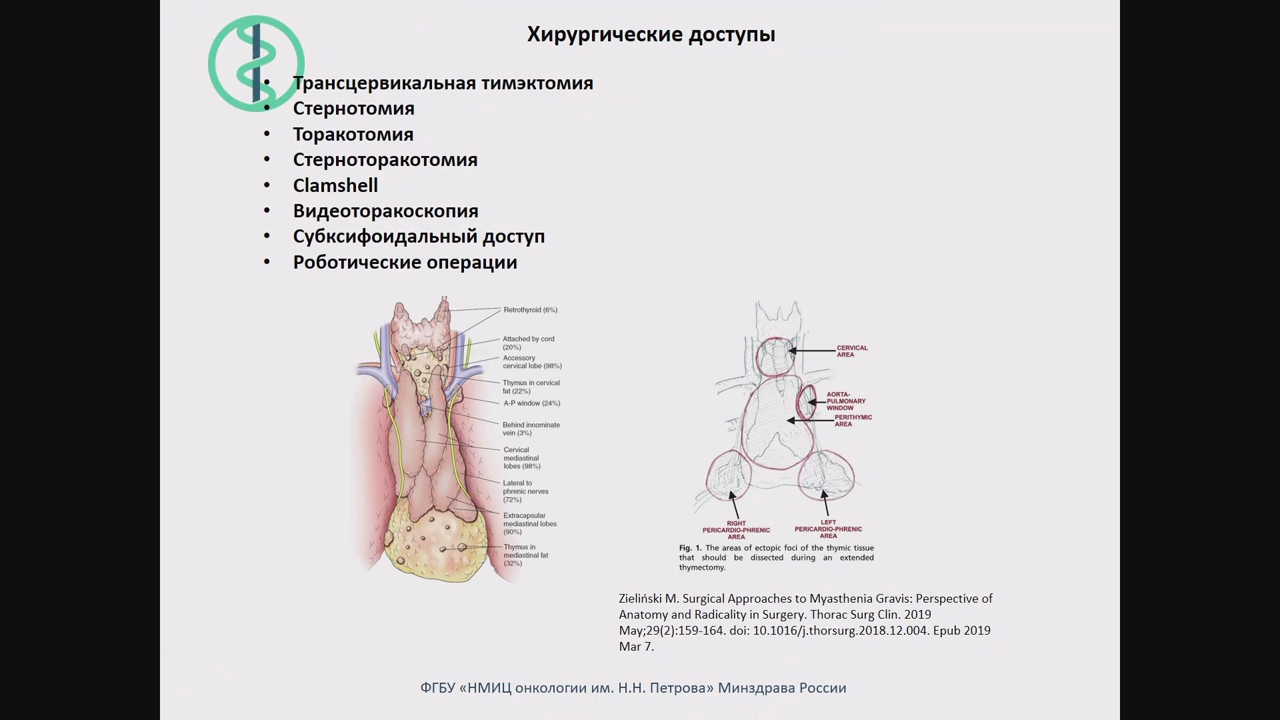 Хирургические доступы
• Трансцервикальная тимэктомия
• Стернотомия
• Торакотомия
• Стерноторакотомия
• Clamshell
• Видеоторакоскопия
• Субксифоидальный доступ
• Роботические операции
Retrothyroid (6%)
Attached by cord
(20%)
Accessory
cervical lobe (98%)
Thymus in cervical
fat (22%)
A-P window (24%)
Behind innominate
vein (3%)
Cervical
mediastinal
lobes (98%)
Lateral to
phrenic nerves
(72%)
Extracapsular
mediastinal lobes
(90%)
Thymus in
mediastinal fat
(32%)
CERVICAL
AREA
AORTA-
PULMONARY
WINDOW
PERITHYMIC
AREA
RIGHT
PERICARDIO-PHRENIC
AREA
LEFT
PERICARDIO-PHRENIC
AREA
Fig. 1. The areas of ectopic foci of the thymic tissue
that should be dissected during an extended
thymectomy.
Zieliński M. Surgical Approaches to Myasthenia Gravis: Perspective of
Anatomy and Radicality in Surgery. Thorac Surg Clin. 2019
May;29(2):159-164. doi: 10.1016/j.thorsurg.2018.12.004. Epub 2019
Mar 7.
ФГБУ «НМИЦ онкологии им. Н.Н. Петрова» Минздрава России